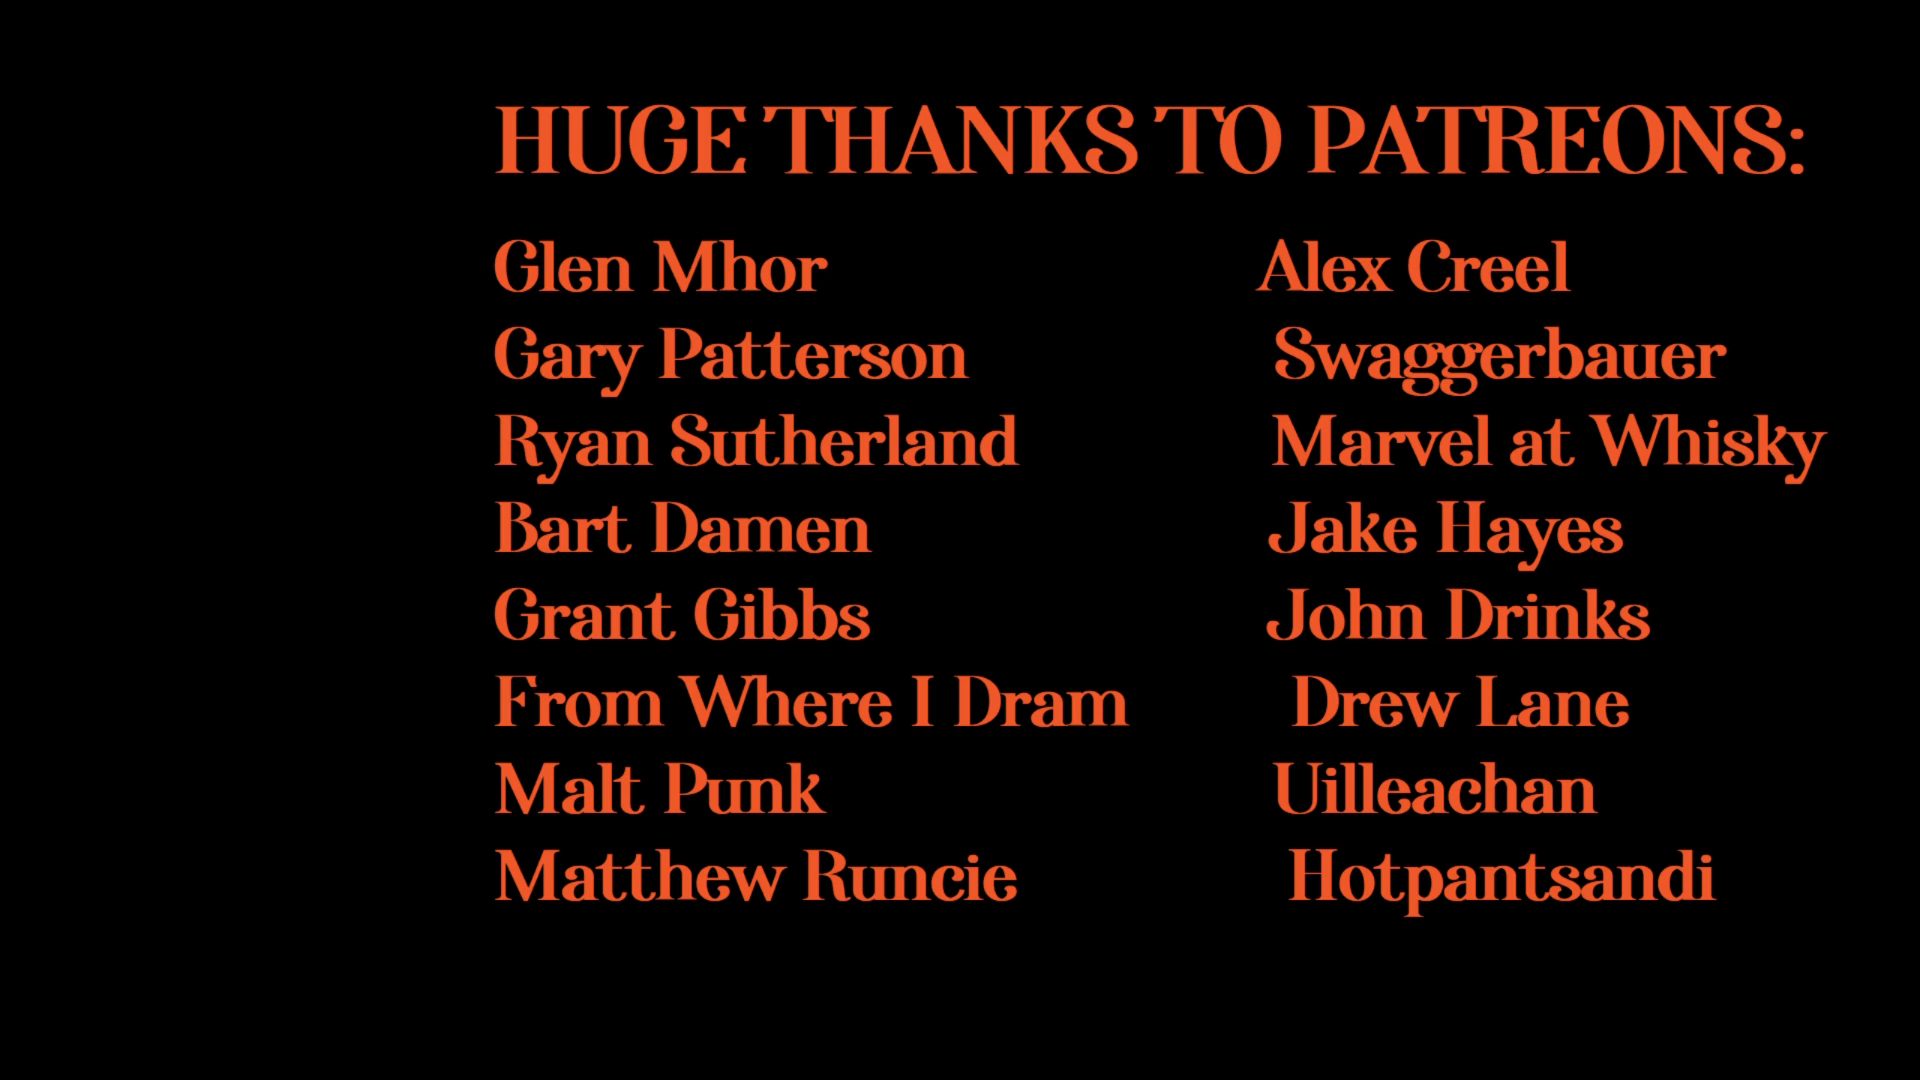 HUGE THANKS TO PATREONS:
Glen Mhor
Gary Patterson
Ryan Sutherland
Bart Damen
Grant Gibbs
From Where I Dram
Malt Punk
Matthew Runcie
Alex Creel
Swaggerbauer
Marvel at Whisky
Jake Hayes
John Drinks
Drew Lane
Uilleachan
Hotpantsandi